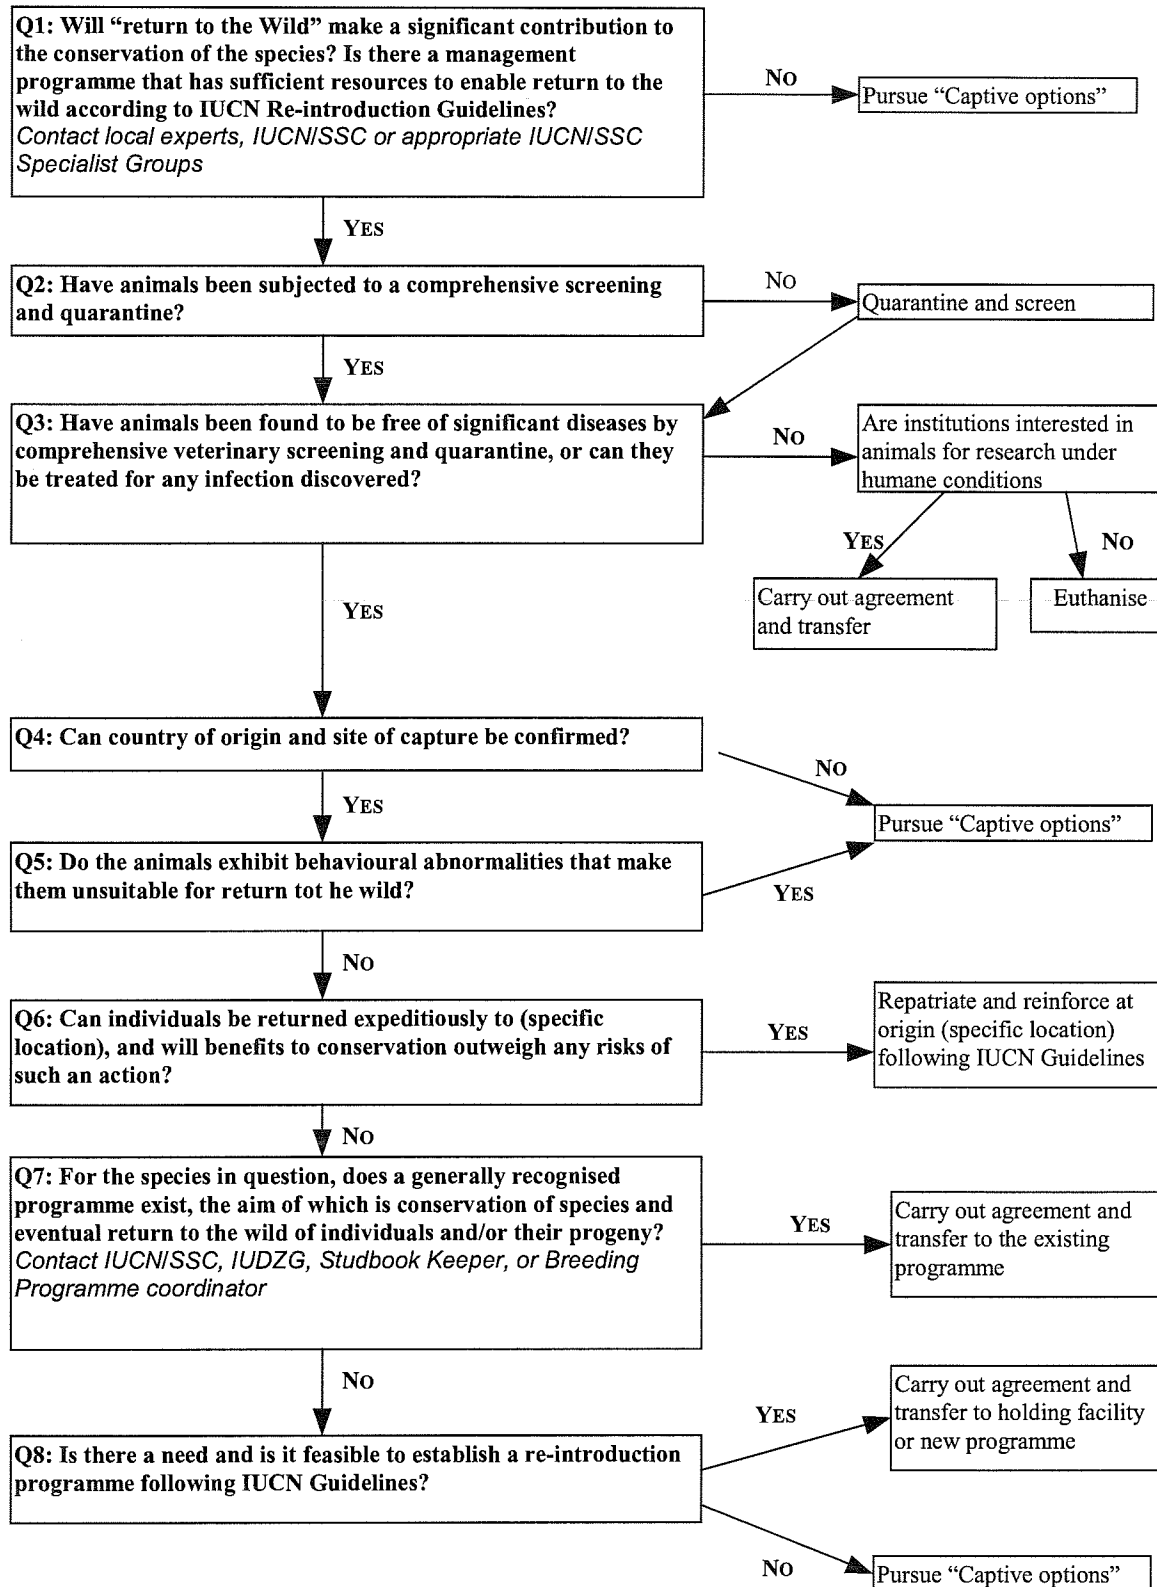 Q1: Will “return to the Wild” make a significant contribution to
the conservation of the species? Is there a management
programme that has sufficient resources to enable return to the
wild according to IUCN Re-introduction Guidelines?
Contact local experts, IUCN/SSC or appropriate IUCN/SSC
Specialist Groups
NO
Pursue “Captive options”
YES
Q2: Have animals been subjected to a comprehensive screening
and quarantine?
NO
Quarantine and screen
YES
Q3: Have animals been found to be free of significant diseases by
comprehensive veterinary screening and quarantine, or can they
be treated for any infection discovered?
NO
Are institutions interested in
animals for research under
humane conditions
YES
NO
Carry out agreement
and transfer
Euthanise
YES
Q4: Can country of origin and site of capture be confirmed?
NO
Pursue “Captive options”
YES
Q5: Do the animals exhibit behavioural abnormalities that make
them unsuitable for return tot he wild?
YES
NO
Q6: Can individuals be returned expeditiously to (specific
location), and will benefits to conservation outweigh any risks of
such an action?
YES
Repatriate and reinforce at
origin (specific location)
following IUCN Guidelines
NO
Q7: For the species in question, does a generally recognised
programme exist, the aim of which is conservation of species and
eventual return to the wild of individuals and/or their progeny?
Contact IUCN/SSC, IUDZG, Studbook Keeper, or Breeding
Programme coordinator
YES
Carry out agreement and
transfer to the existing
programme
NO
Q8: Is there a need and is it feasible to establish a re-introduction
programme following IUCN Guidelines?
YES
Carry out agreement and
transfer to holding facility
or new programme
NO
Pursue “Captive options”